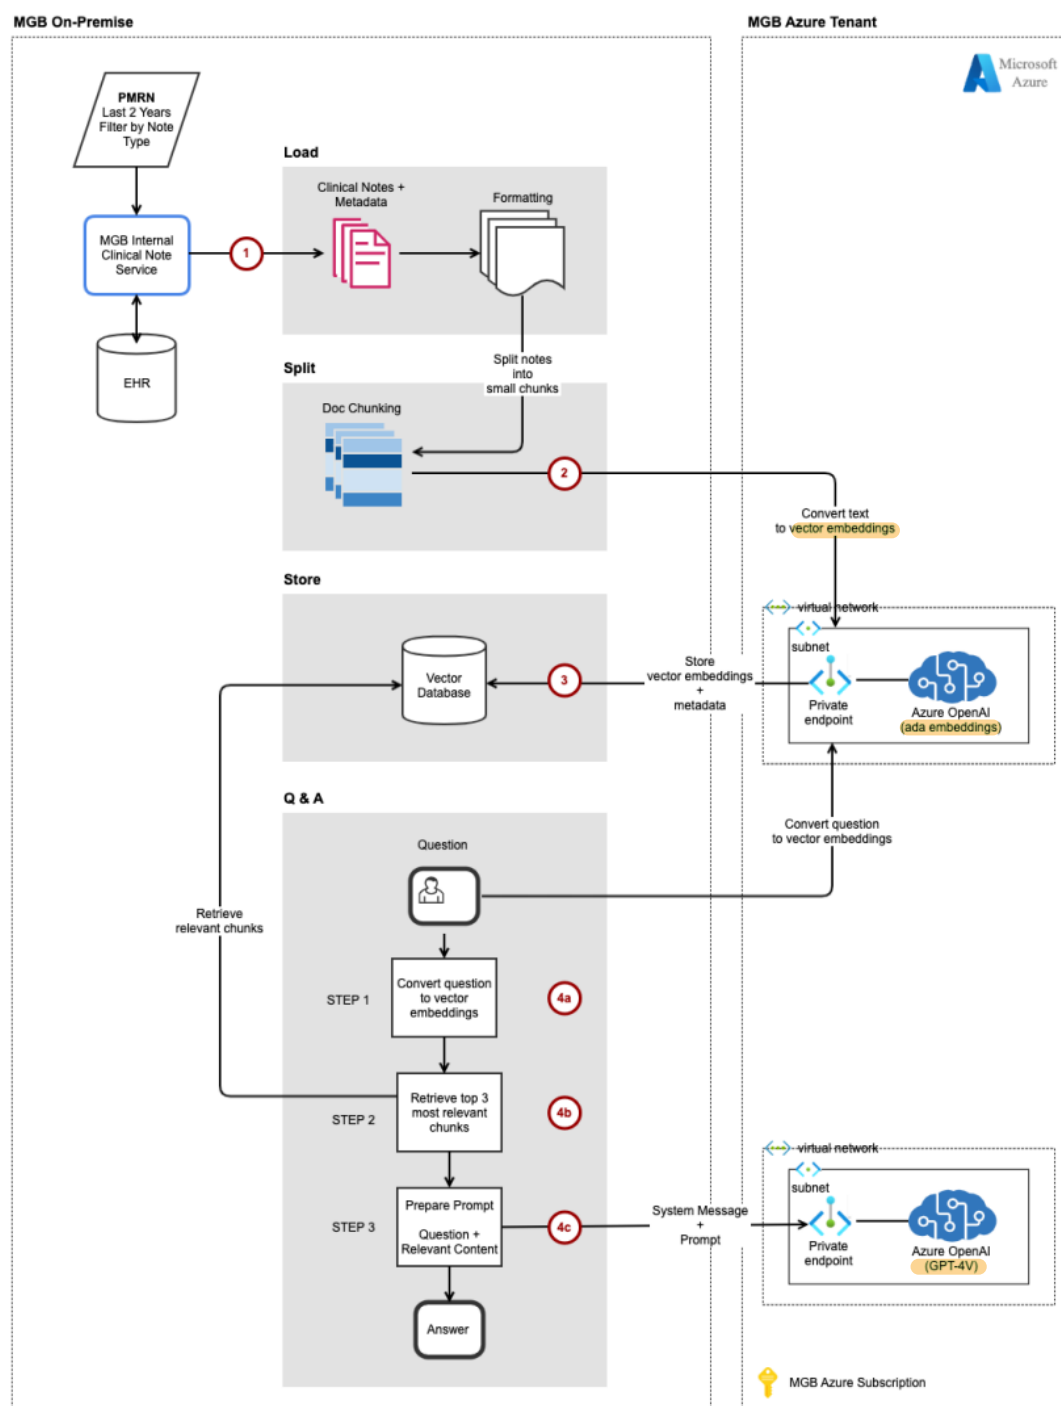 MGB On-Premise
MGB Azure Tenant
Microsoft
Azure
PMRN
Last 2 Years
Filter by Note
Type
Load
Clinical Notes +
Metadata
Formatting
MGB Internal
Clinical Note
Service
1
EHR
Split notes
into
small chunks
Split
Doc Chunking
2
Convert text
to vector embeddings
Store
Vector
Database
3
Store
vector embeddings
+
metadata
virtual network
subnet
Private
endpoint
Azure OpenAI
(ada embeddings)
Q & A
Question
Convert question
to vector embeddings
Retrieve
relevant chunks
STEP 1
Convert question
to vector
embeddings
4a
STEP 2
Retrieve top 3
most relevant
chunks
4b
STEP 3
Prepare Prompt
Question +
Relevant Content
4c
System Message
+
Prompt
virtual network
subnet
Private
endpoint
Azure OpenAI
(GPT-4V)
Answer
MGB Azure Subscription